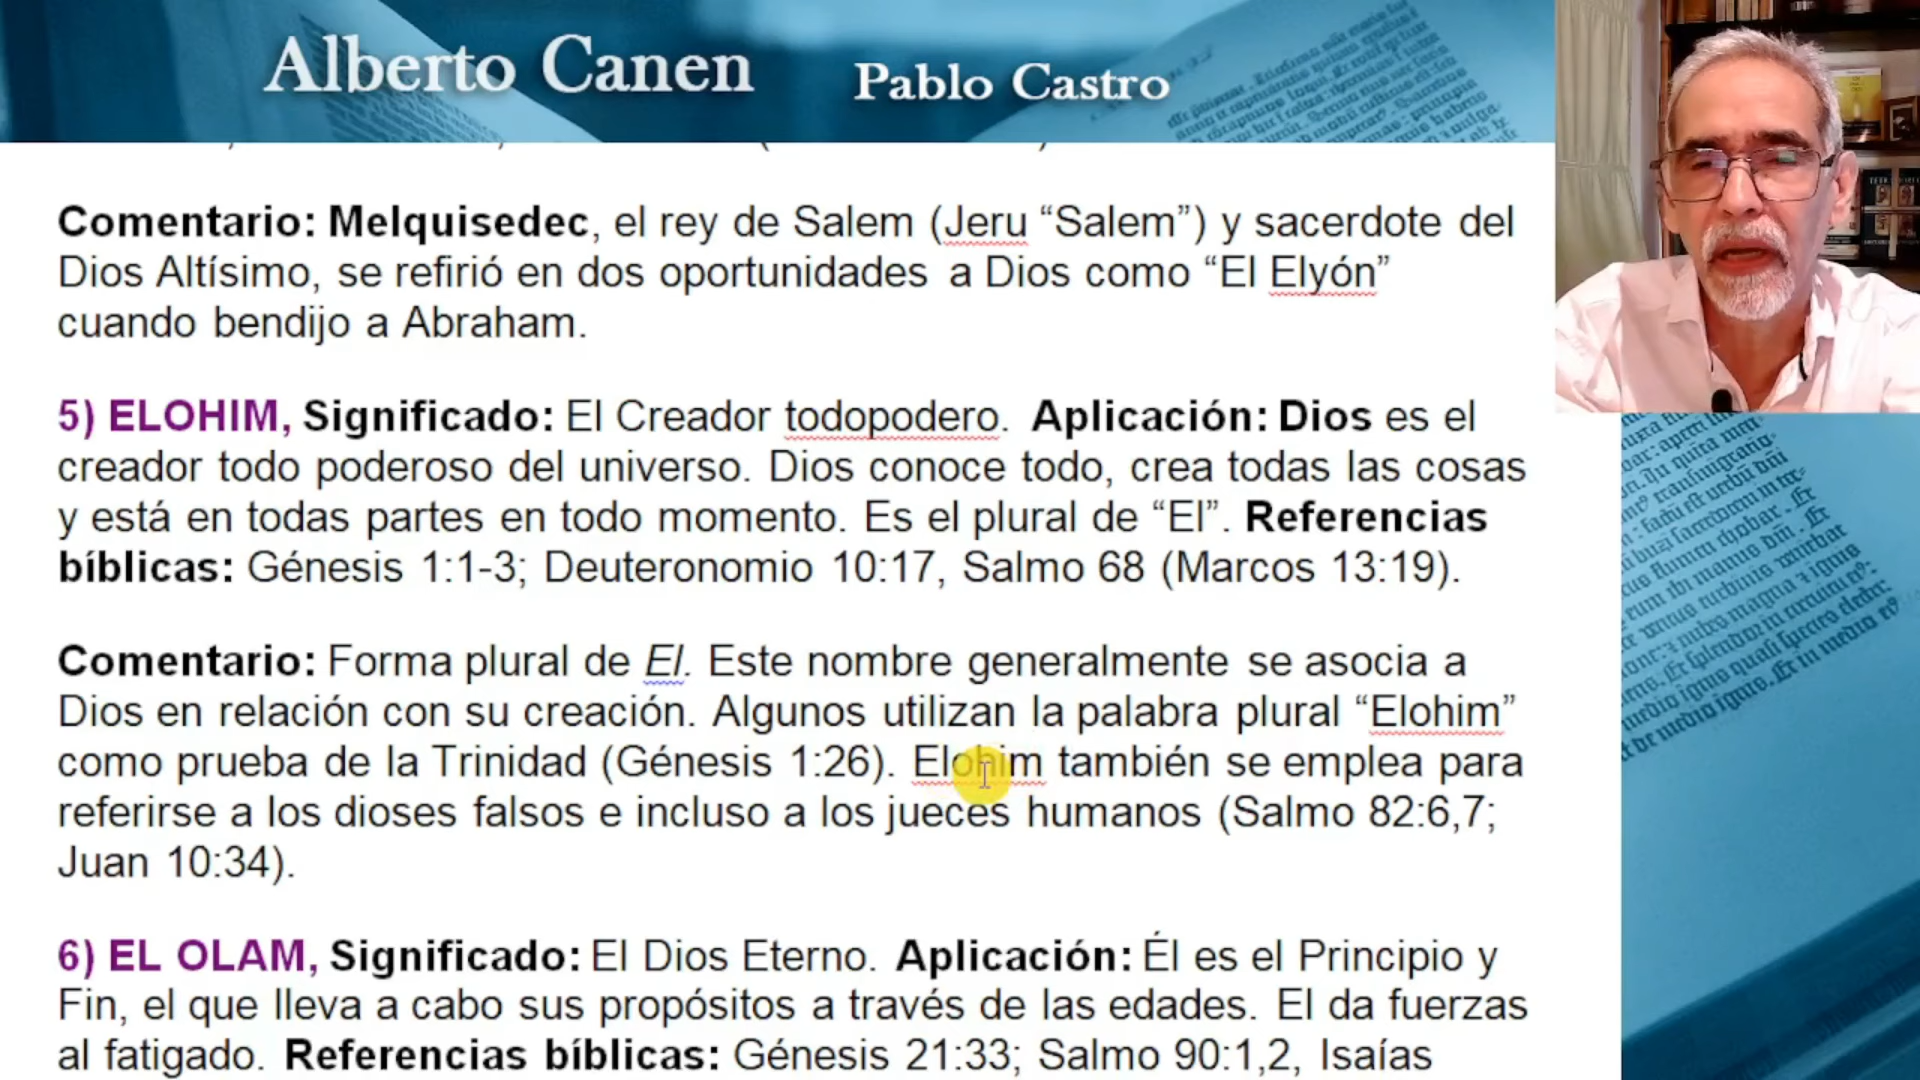 Alberto Canen
Pablo Castro
Comentario: Melquisedec, el rey de Salem (Jeru “Salem”) y sacerdote del
Dios Altísimo, se refirió en dos oportunidades a Dios como “El Elyón”
cuando bendijo a Abraham.
5) ELOHIM, Significado: El Creador todopodero. Aplicación: Dios es el
creador todo poderoso del universo. Dios conoce todo, crea todas las cosas
y está en todas partes en todo momento. Es el plural de “El”. Referencias
bíblicas: Génesis 1:1-3; Deuteronomio 10:17, Salmo 68 (Marcos 13:19).
Comentario: Forma plural de El. Este nombre generalmente se asocia a
Dios en relación con su creación. Algunos utilizan la palabra plural “Elohim”
como prueba de la Trinidad (Génesis 1:26). Elohim también se emplea para
referirse a los dioses falsos e incluso a los jueces humanos (Salmo 82:6,7;
Juan 10:34).
6) EL OLAM, Significado: El Dios Eterno. Aplicación: Él es el Principio y
Fin, el que lleva a cabo sus propósitos a través de las edades. El da fuerzas
al fatigado. Referencias bíblicas: Génesis 21:33; Salmo 90:1,2, Isaías